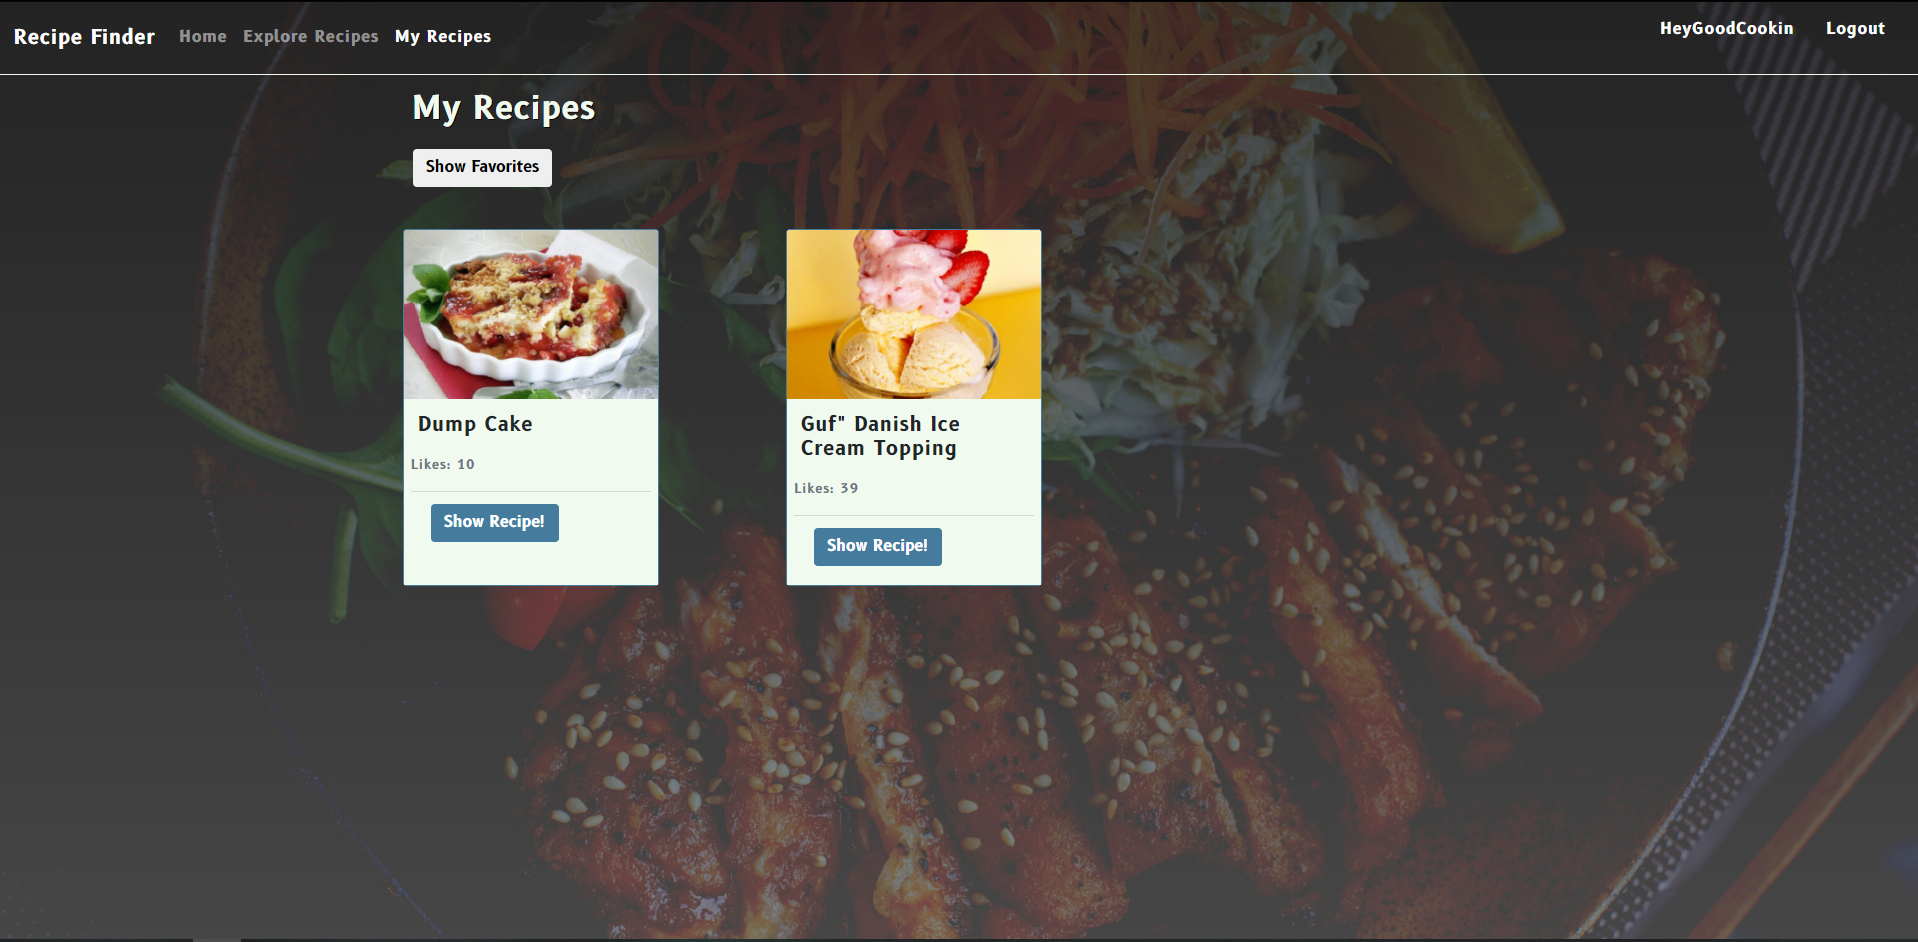 Recipe Finder Home Explore Recipes My Recipes HeyGoodCookin Logout
My Recipes
Show Favorites
Dump Cake
Likes: 10
Show Recipe!
Guf" Danish Ice
Cream Topping
Likes: 39
Show Recipe!